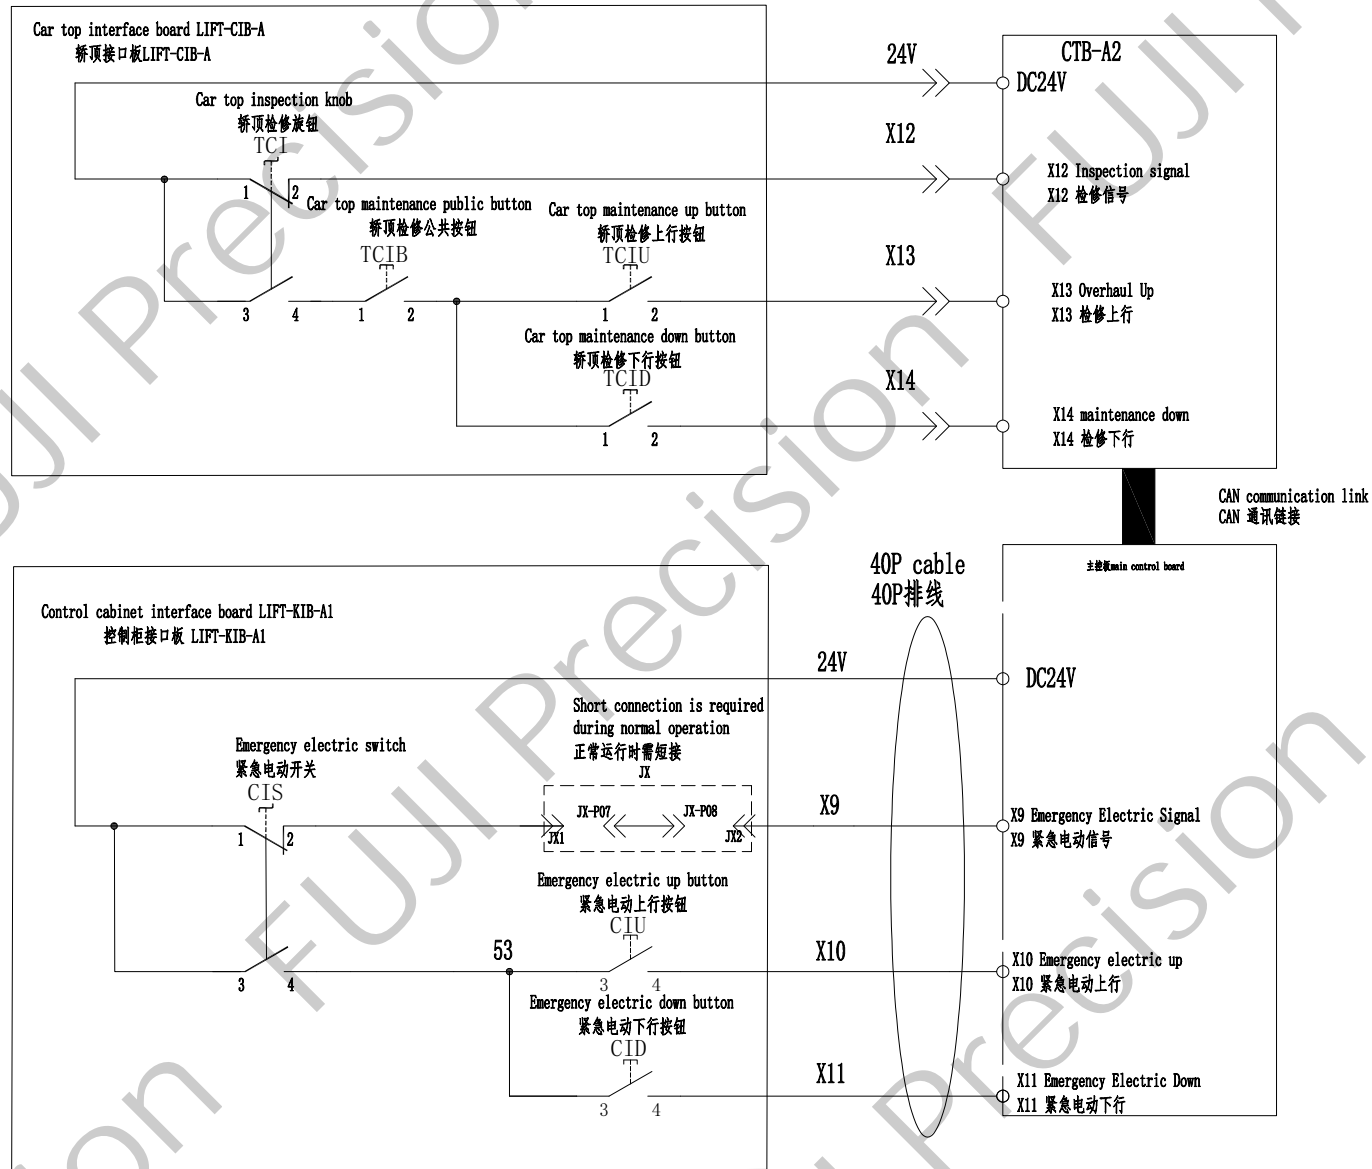 Car top interface board LIFT-CIB-A
轿顶接口板LIFT-CIB-A
24V
CTB-A2
DC24V
Car top inspection knob
轿顶检修旋钮
TCI
X12
1
2
X12 Inspection signal
X12 检修信号
Car top maintenance public button
轿顶检修公共按钮
TCIB
Car top maintenance up button
轿顶检修上行按钮
TCIU
X13
3
4
1
2
1
2
X13 Overhaul Up
X13 检修上行
Car top maintenance down button
轿顶检修下行按钮
TCID
X14
1
2
X14 maintenance down
X14 检修下行
CAN communication link
CAN 通讯链接
主控板main control board
40P cable
40P排线
Control cabinet interface board LIFT-KIB-A1
控制柜接口板 LIFT-KIB-A1
24V
DC24V
Short connection is required
during normal operation
正常运行时需短接
JX
Emergency electric switch
紧急电动开关
CIS
1
2
JX1
JX-P07
JX-P08
JX2
X9
X9 Emergency Electric Signal
X9 紧急电动信号
Emergency electric up button
紧急电动上行按钮
CIU
3
4
53
3
4
X10
X10 Emergency electric up
X10 紧急电动上行
Emergency electric down button
紧急电动下行按钮
CID
3
4
X11
X11 Emergency Electric Down
X11 紧急电动下行
FUJI Precision
FUJI Precision
FUJI Precision